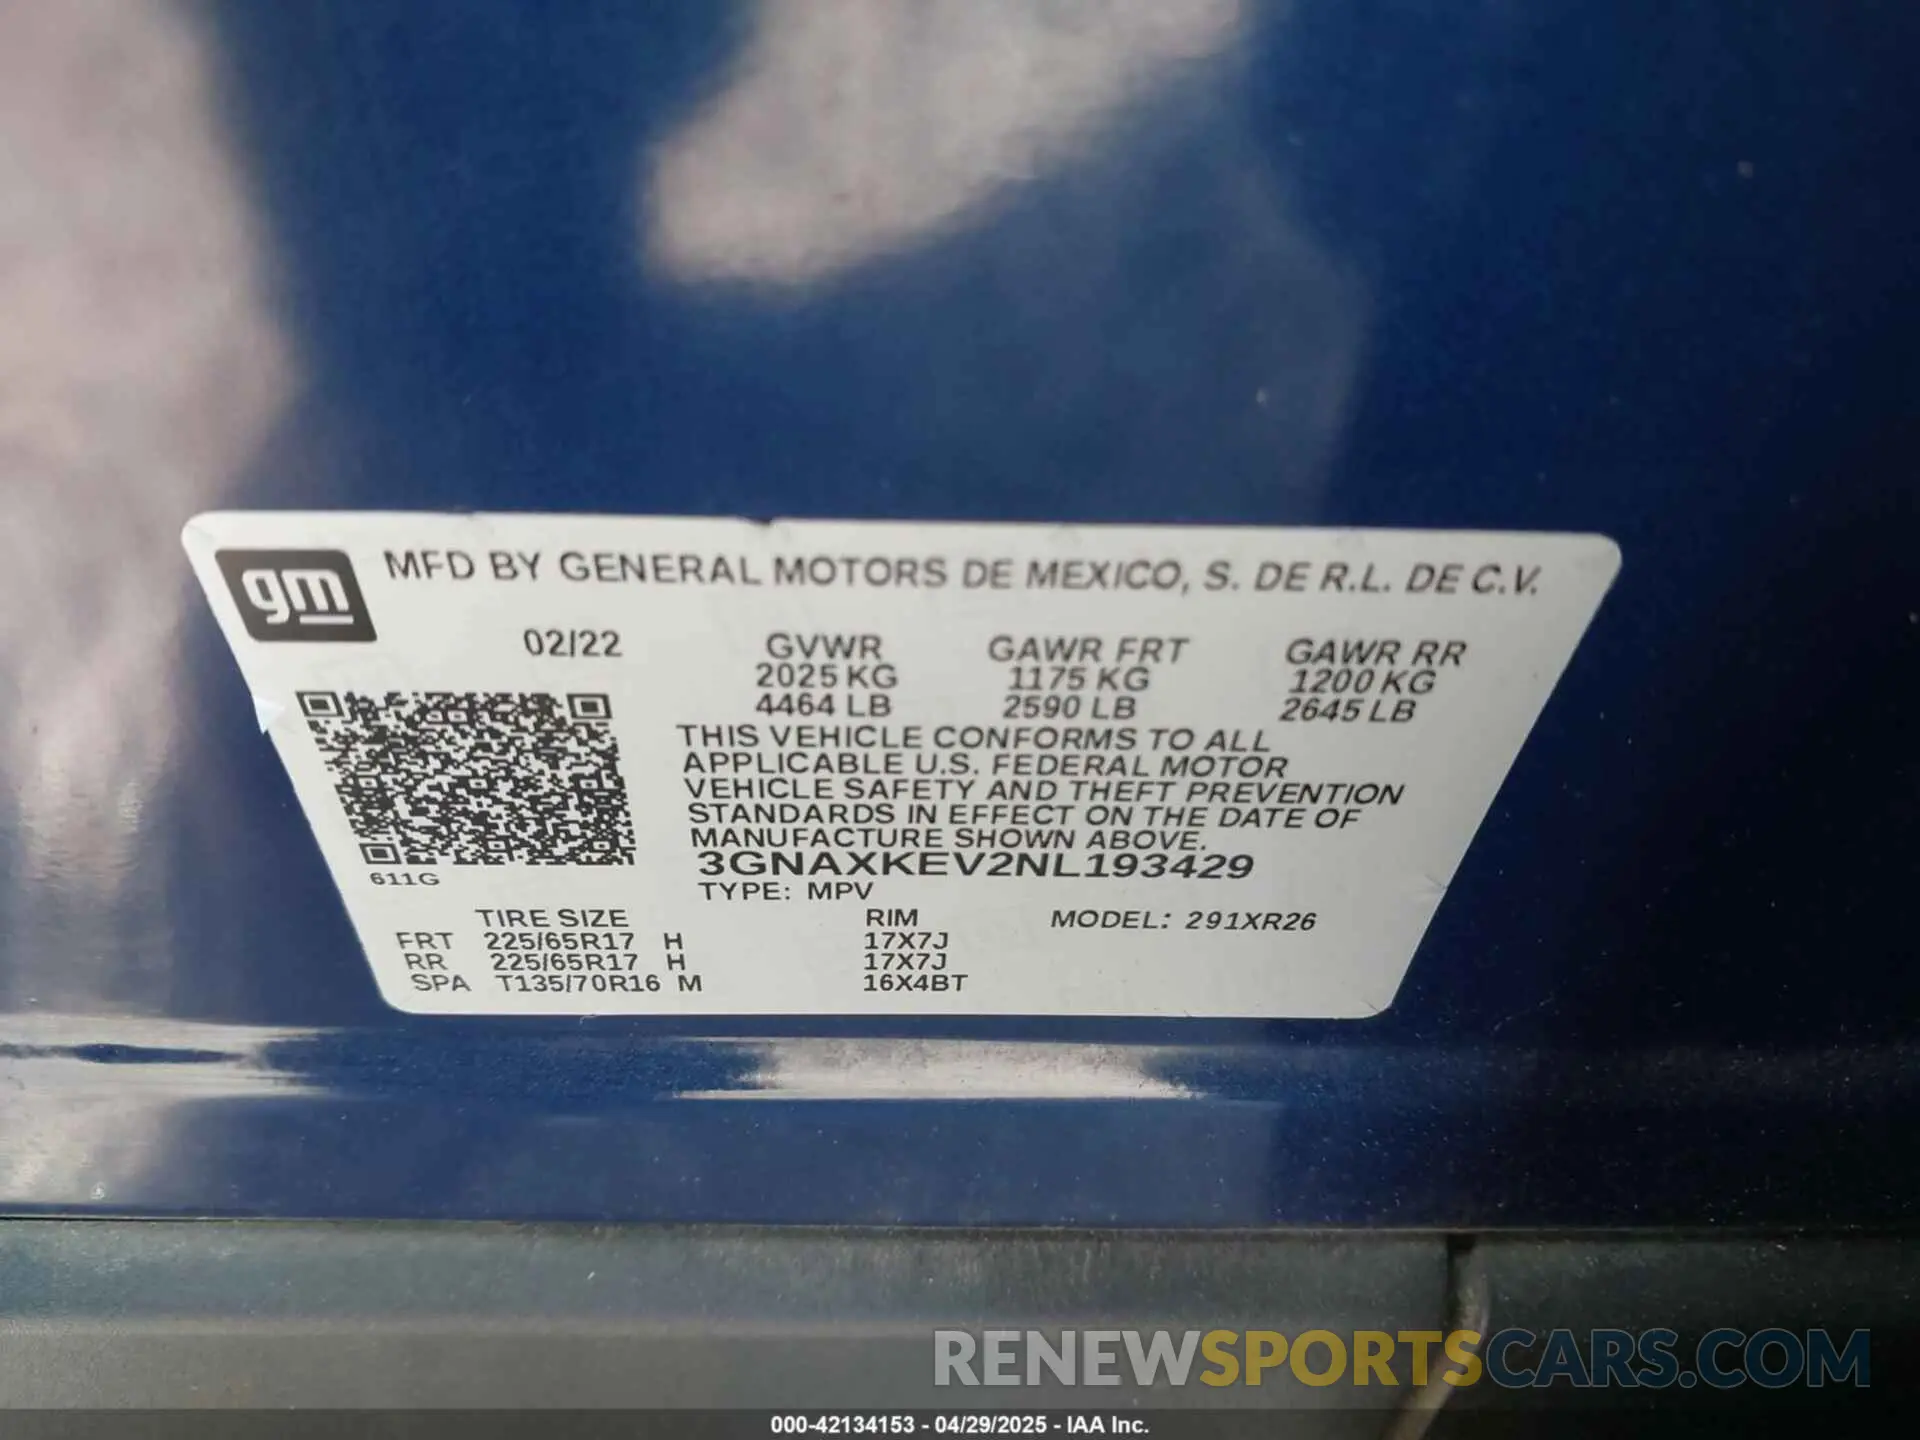 gm MFD BY GENERAL MOTORS DE MEXICO, S. DE R.L. DE C.V.
02/22 GVWR GAWR FRT GAWR RR
2025 KG 1175 KG 1200 KG
4464 LB 2590 LB 2645 LB
THIS VEHICLE CONFORMS TO ALL
APPLICABLE U.S. FEDERAL MOTOR
VEHICLE SAFETY AND THEFT PREVENTION
STANDARDS IN EFFECT ON THE DATE OF
MANUFACTURE SHOWN ABOVE.
3GNAXKEV2NL193429
611G
TYPE: MPV
TIRE SIZE RIM MODEL: 291XR26
FRT 225/65R17 H 17X7J
RR 225/65R17 H 17X7J
SPA T135/70R16 M 16X4BT
RENEWSPORTSCARS.COM
000-42134153 - 04/29/2025 - IAA Inc.